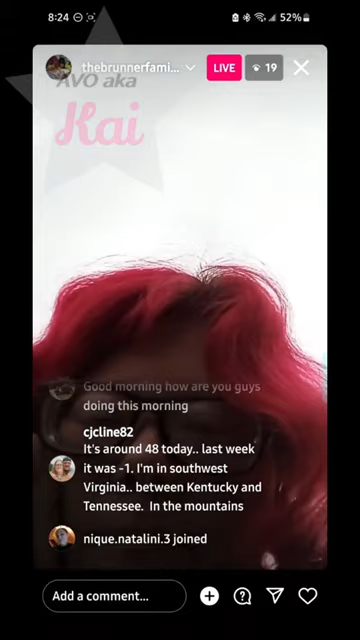 8:24
52%
thebrunnerfami...
LIVE
19
AVO aka
Kai
Good morning how are you guys
doing this morning
cjcline82
It's around 48 today.. last week
it was -1. I'm in southwest
Virginia.. between Kentucky and
Tennessee. In the mountains
nique.natalini.3 joined
Add a comment...